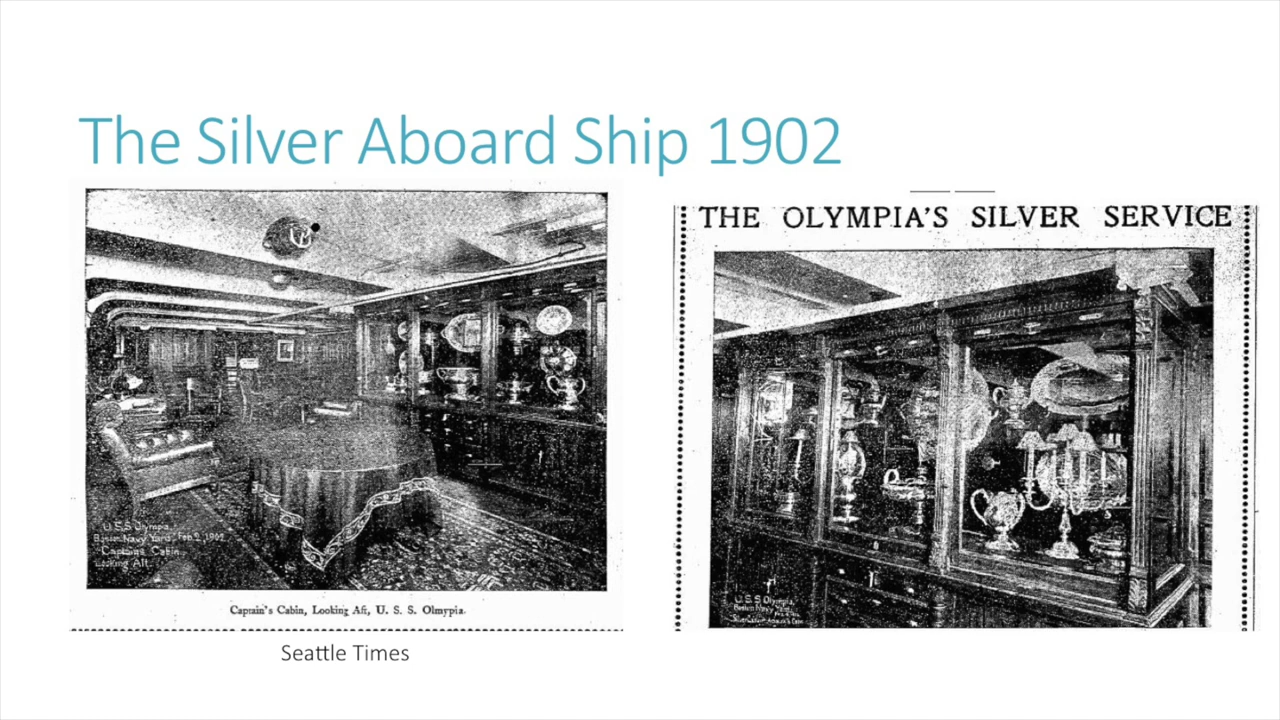 The Silver Aboard Ship 1902
U.S.S. Olympia.
Boston Navy Yard, Feb. 2, 1902.
Captain's Cabin,
Looking Aft.
Captain's Cabin, Looking Aft, U. S. S. Olmypia.
Seattle Times
THE OLYMPIA'S SILVER SERVICE
U.S.S Olympia,
Boston Navy Yard,